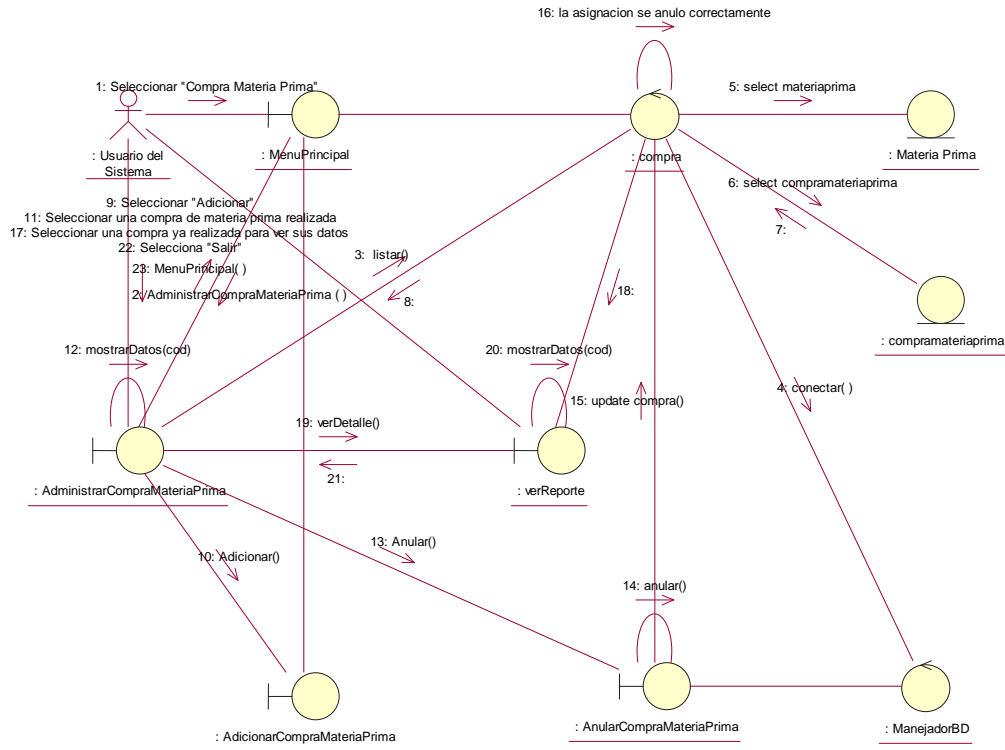 16: la asignacion se anulo correctamente
1: Seleccionar "Compra Materia Prima"
5: select materiaprima
: Usuario del
Sistema
: MenuPrincipal
: compra
: Materia Prima
6: select compramateriaprima
7:
9: Seleccionar "Adicionar"
11: Seleccionar una compra de materia prima realizada
17: Seleccionar una compra ya realizada para ver sus datos
22: Selecciona "Salir"
23: MenuPrincipal( )
2: AdministrarCompraMateriaPrima ( )
3: listar()
8:
18:
: compramateriaprima
12: mostrarDatos(cod)
20: mostrarDatos(cod)
4: conectar( )
15: update compra()
19: verDetalle()
21:
: AdministrarCompraMateriaPrima
: verReporte
13: Anular()
10: Adicionar()
14: anular()
: AdicionarCompraMateriaPrima
: AnularCompraMateriaPrima
: ManejadorBD